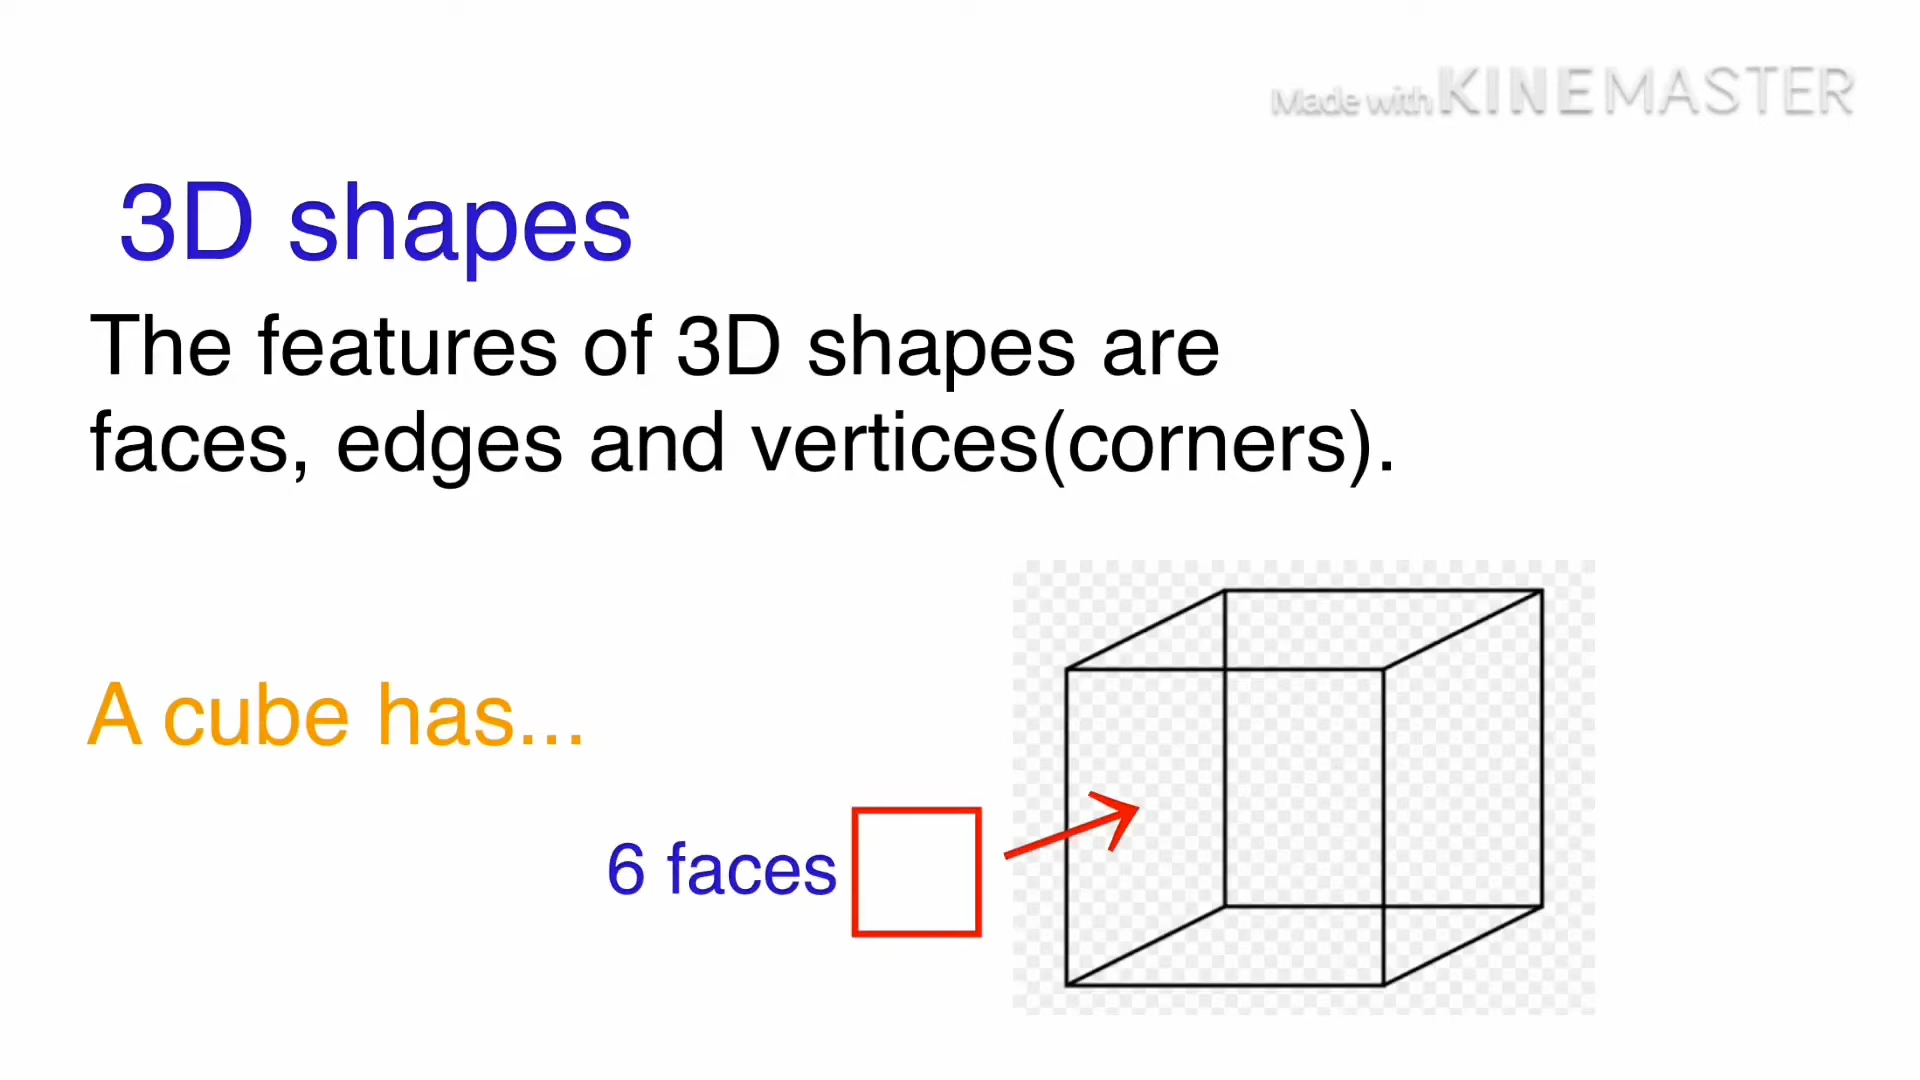 Made with KINEMASTER
3D shapes
The features of 3D shapes are
faces, edges and vertices(corners).
A cube has...
6 faces